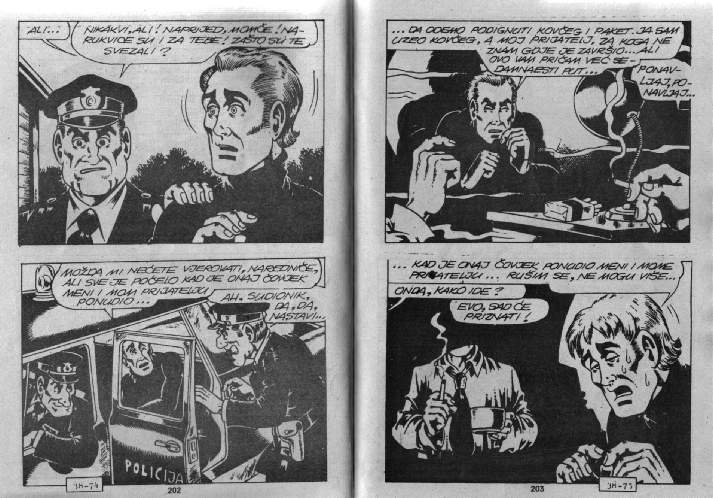 ALI...
NIKAKVI, ALI! NAPRIJED, MOMČE! NA-
RUKVICE SU I ZA TEBE! ZAŠTO SU TE
SVEZALI?
MOŽDA MI NEĆETE VJEROVATI, NAREDNIČE,
ALI SVE JE POČELO KAD JE ONAJ ČOVJEK
MENI I MOM PRIJATELJU
PONUDIO...
AH, SUDIONIK,
DA, DA,
NASTAVI...
POLICIJA
202
... DA ODEMO PODIGNUTI KOVČEG I PAKET. JA SAM
UZEO KOVČEG, A MOJ PRIJATELJ, ZA KOGA NE
ZNAM GDJE JE ZAVRŠIO... ALI
OVO VAM PRIČAM VEĆ SE-
DAMNAESTI PUT...
PONAV-
LJAJ, PO-
NAVLJAJ...
... KAD JE ONAJ ČOVJEK PONUDIO MENI I MOME
PRIJATELJU... RUŠIM SE, NE MOGU VIŠE...
ONDA, KAKO IDE?
EVO, SAD ĆE
PRIZNATI!
203